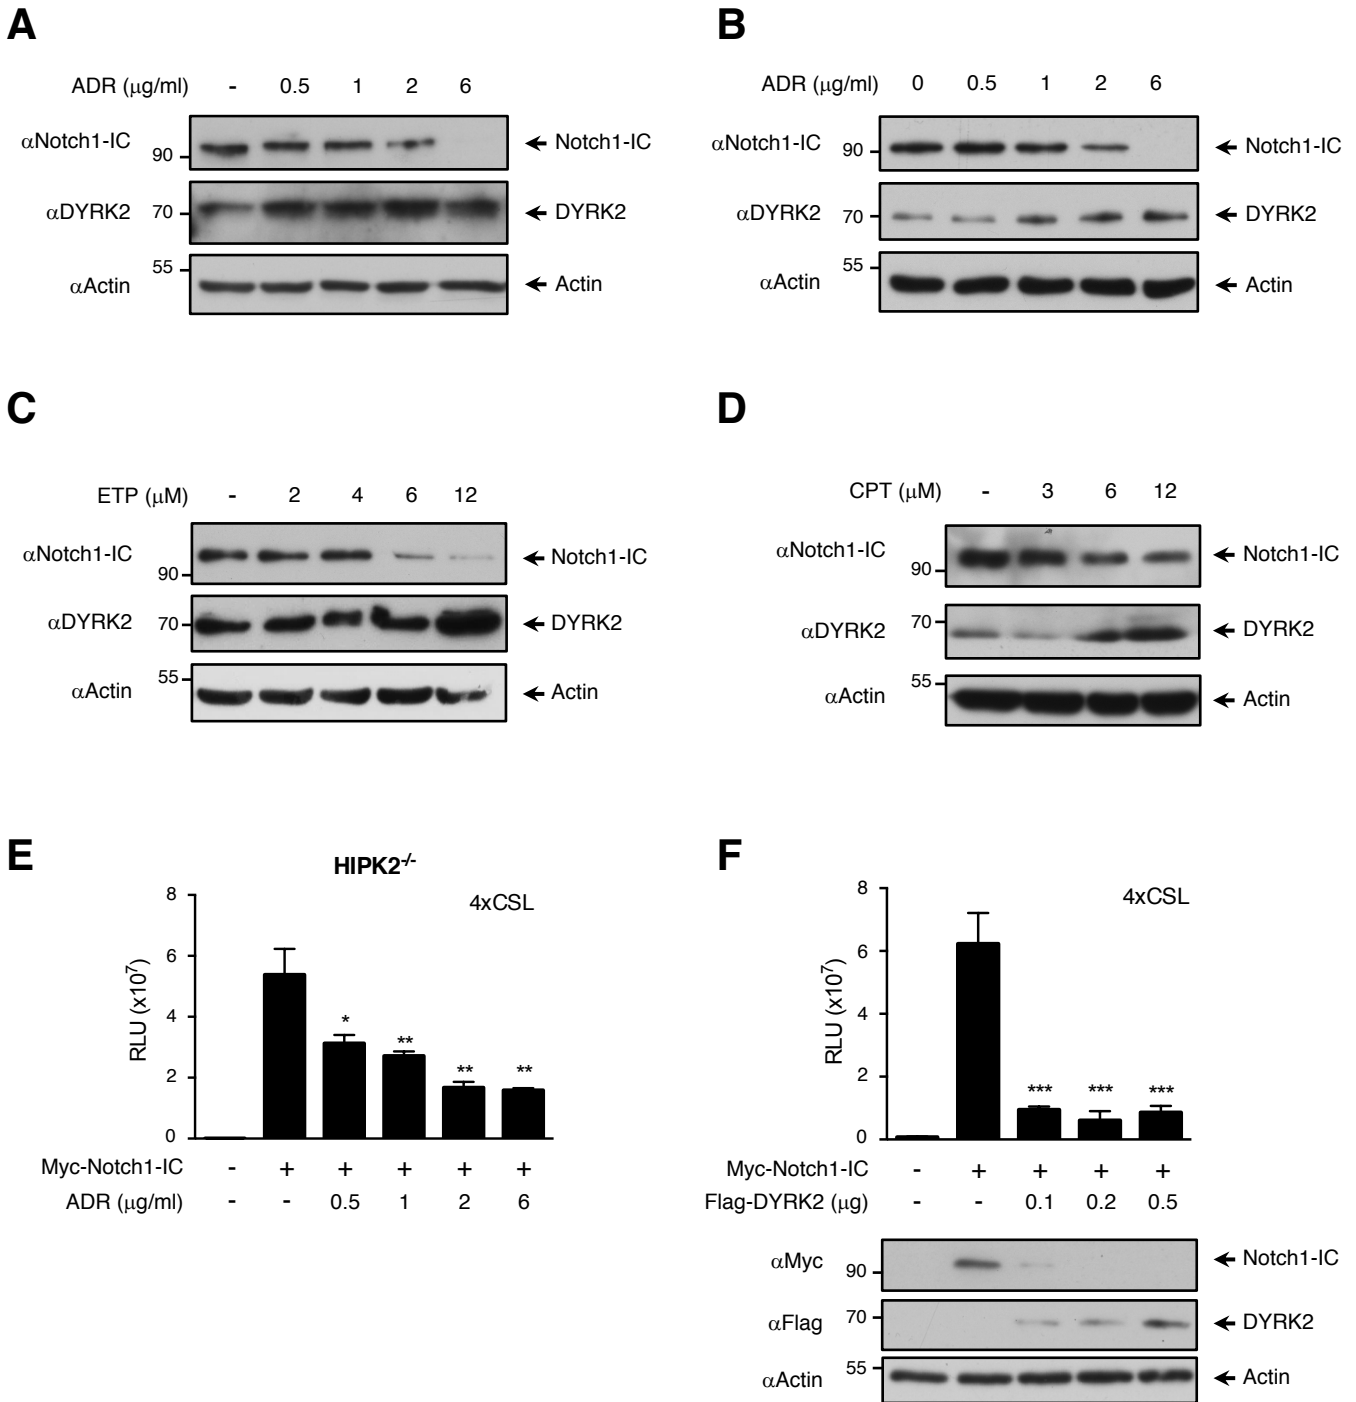 A
ADR (μg/ml) - 0.5 1 2 6
αNotch1-IC 90 Notch1-IC
αDYRK2 70 DYRK2
αActin 55 Actin
B
ADR (μg/ml) 0 0.5 1 2 6
αNotch1-IC 90 Notch1-IC
αDYRK2 70 DYRK2
αActin 55 Actin
C
ETP (μM) - 2 4 6 12
αNotch1-IC 90 Notch1-IC
αDYRK2 70 DYRK2
αActin 55 Actin
D
CPT (μM) - 3 6 12
αNotch1-IC 90 Notch1-IC
αDYRK2 70 DYRK2
αActin 55 Actin
E
HIPK2-/-
4xCSL
RLU (x10⁷)
8
6
4
2
0
* ** ** **
Myc-Notch1-IC - + + + + +
ADR (μg/ml) - - 0.5 1 2 6
F
4xCSL
RLU (x10⁷)
8
6
4
2
0
*** *** ***
Myc-Notch1-IC - + + + +
Flag-DYRK2 (μg) - - 0.1 0.2 0.5
αMyc 90 Notch1-IC
αFlag 70 DYRK2
αActin 55 Actin